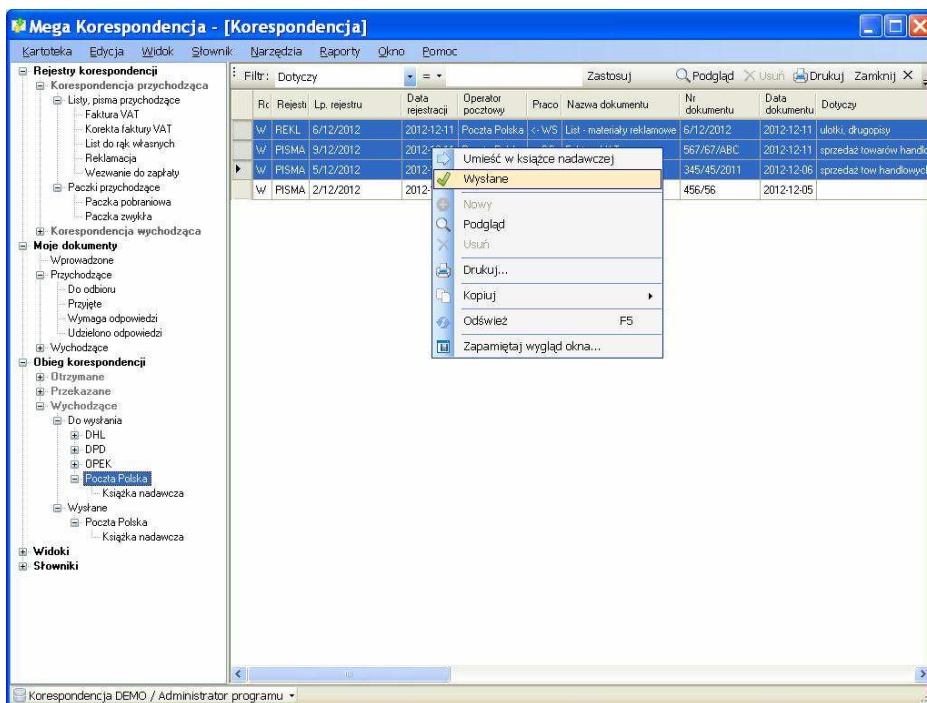 Mega Korespondencja - [Korespondencja]
Kartoteka Edycja Widok Słownik Narzędzia Raporty Okno Pomoc
Filtr: Dotyczy = Zastosuj Podgląd Usuń Drukuj Zamknij
Rejestry korespondencji
Korespondencja przychodząca
Listy, pisma przychodzące
Faktura VAT
Korekta faktury VAT
List do rąk własnych
Reklamacja
Wezwanie do zapłaty
Paczki przychodzące
Paczka pobraniowa
Paczka zwykła
Korespondencja wychodząca
Moje dokumenty
Wprowadzone
Przychodzące
Do odbioru
Przyjęte
Wymaga odpowiedzi
Udzielono odpowiedzi
Wychodzące
Obieg korespondencji
Otrzymane
Przekazane
Wychodzące
Do wysłania
DHL
DPD
OPEK
Poczta Polska
Książka nadawcza
Wysłane
Poczta Polska
Książka nadawcza
Widoki
Słowniki
Rc Rejestr Lp. rejestru Data rejestracji Operator pocztowy Praco Nazwa dokumentu Nr dokumentu Data dokumentu Dotyczy
W REKL 6/12/2012 2012-12-11 Poczta Polska <- WS List - materiały reklamowe 6/12/2012 2012-12-11 ulotki, długopisy
W PISMA 9/12/2012 567/67/ABC 2012-12-11 sprzedaż towarów handlo
W PISMA 5/12/2012 2012- 345/45/2011 2012-12-06 sprzedaż tow handlowyc
W PISMA 2/12/2012 2012- 456/56 2012-12-05
Umieść w książce nadawczej
Wysłane
Nowy
Podgląd
Usuń
Drukuj...
Kopiuj
Odśwież F5
Zapamiętaj wygląd okna...
Korespondencja DEMO / Administrator programu